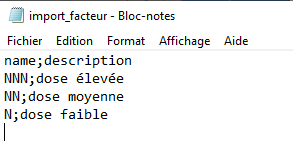 import_facteur - Bloc-notes
Fichier Edition Format Affichage Aide
name;description
NNN;dose élevée
NN;dose moyenne
N;dose faible